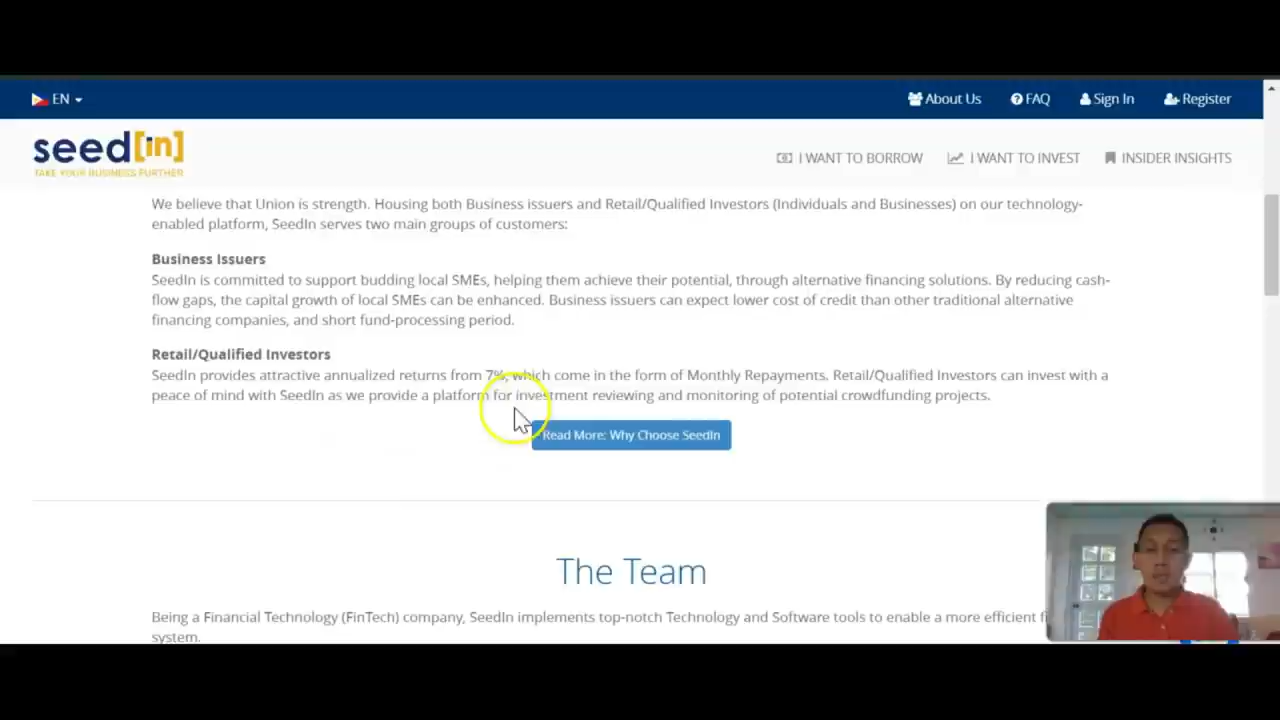 EN
About Us
FAQ
Sign In
Register
seed[in]
TAKE YOUR BUSINESS FURTHER
I WANT TO BORROW
I WANT TO INVEST
INSIDER INSIGHTS
We believe that Union is strength. Housing both Business issuers and Retail/Qualified Investors (Individuals and Businesses) on our technology-
enabled platform, SeedIn serves two main groups of customers:
Business Issuers
SeedIn is committed to support budding local SMEs, helping them achieve their potential, through alternative financing solutions. By reducing cash-
flow gaps, the capital growth of local SMEs can be enhanced. Business issuers can expect lower cost of credit than other traditional alternative
financing companies, and short fund-processing period.
Retail/Qualified Investors
SeedIn provides attractive annualized returns from 7%, which come in the form of Monthly Repayments. Retail/Qualified Investors can invest with a
peace of mind with SeedIn as we provide a platform for investment reviewing and monitoring of potential crowdfunding projects.
Read More: Why Choose SeedIn
The Team
Being a Financial Technology (FinTech) company, SeedIn implements top-notch Technology and Software tools to enable a more efficient
system.